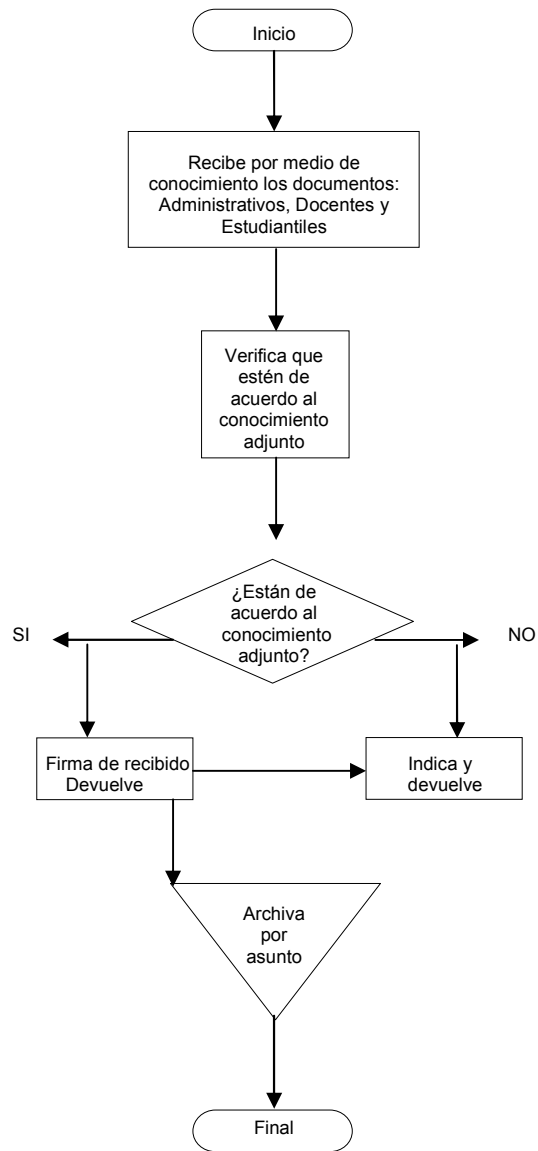 Inicio
Recibe por medio de
conocimiento los documentos:
Administrativos, Docentes y
Estudiantiles
Verifica que
estén de
acuerdo al
conocimiento
adjunto
¿Están de
acuerdo al
conocimiento
adjunto?
SI
NO
Firma de recibido
Devuelve
Indica y
devuelve
Archiva
por
asunto
Final